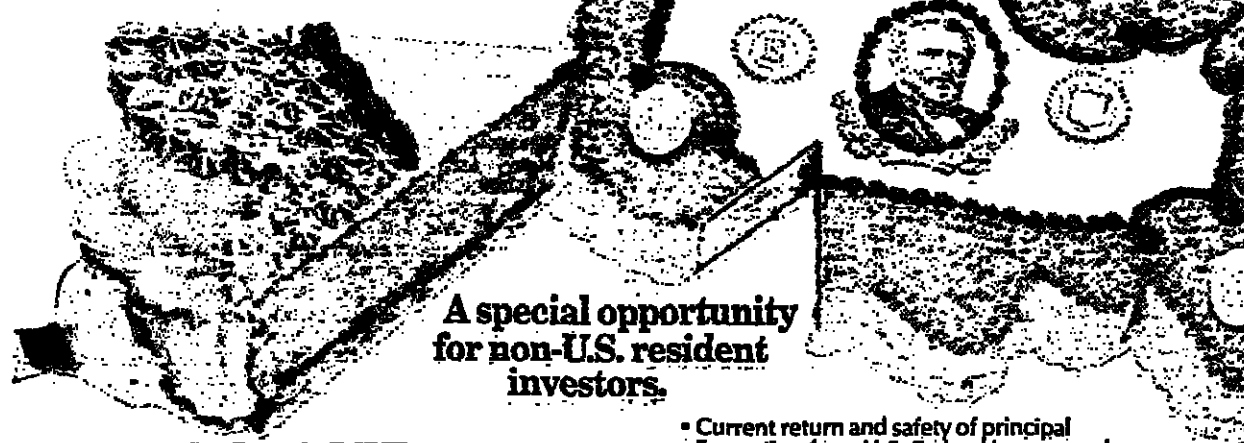 A special opportunity
for non-U.S. resident
investors.
▪ Current return and safety of principal